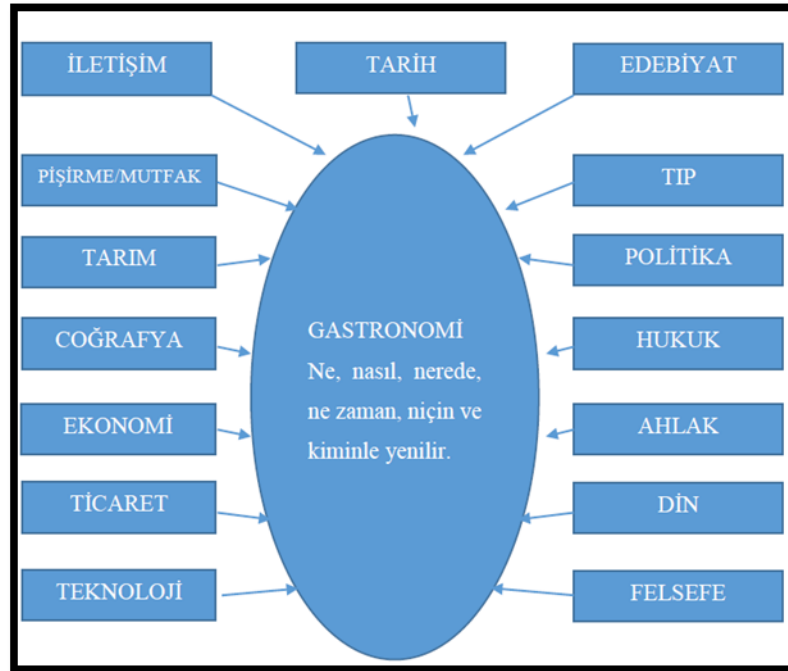 İLETİŞİM
TARİH
EDEBİYAT
PİŞİRME/MUTFAK
TIP
TARIM
POLİTİKA
COĞRAFYA
HUKUK
EKONOMİ
AHLAK
TİCARET
DİN
TEKNOLOJİ
FELSEFE
GASTRONOMİ
Ne, nasıl, nerede,
ne zaman, niçin ve
kiminle yenilir.